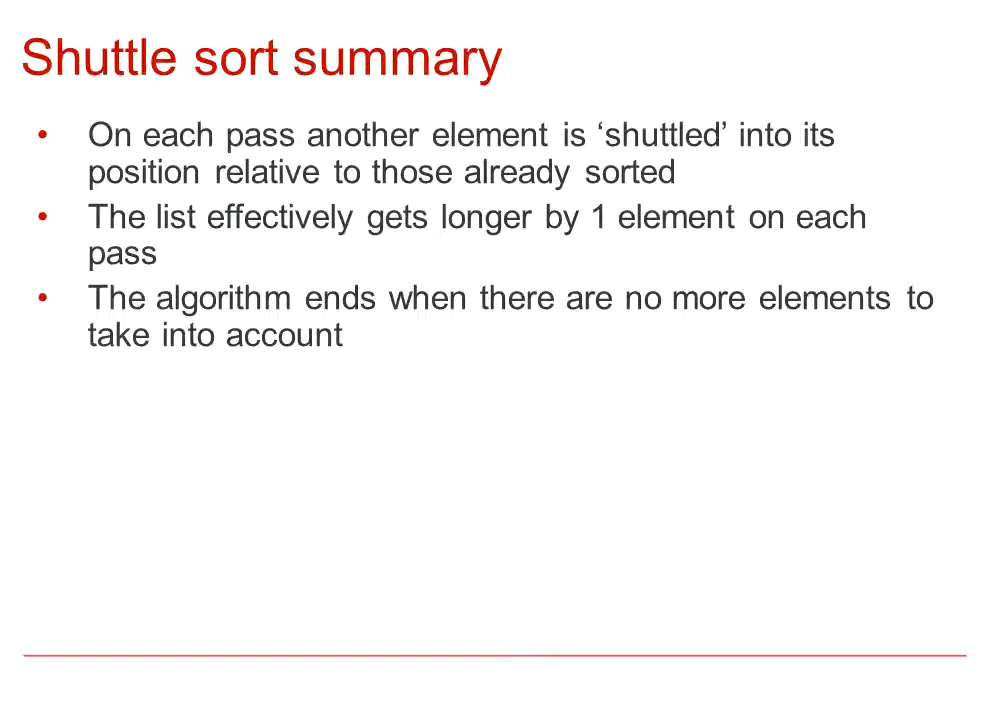 Shuttle sort summary
• On each pass another element is ‘shuttled’ into its
position relative to those already sorted
• The list effectively gets longer by 1 element on each
pass
• The algorithm ends when there are no more elements to
take into account